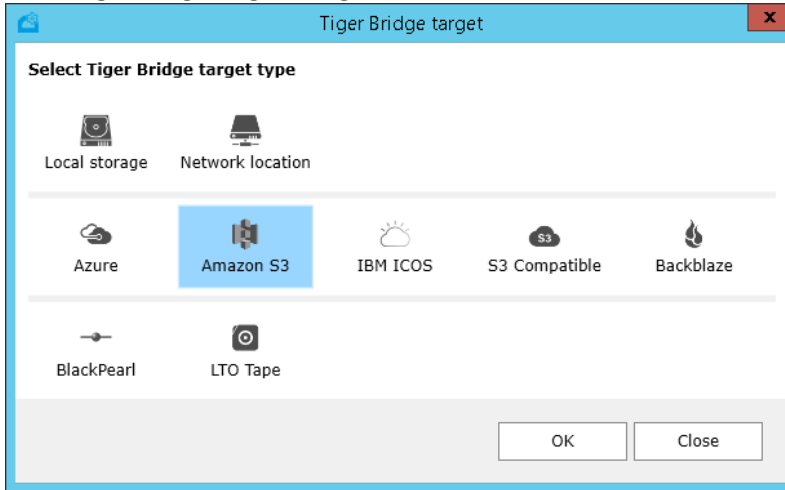 Tiger Bridge target
x
Select Tiger Bridge target type
Local storage Network location
S3
Azure Amazon S3 IBM ICOS S3 Compatible Backblaze
BlackPearl LTO Tape
OK Close